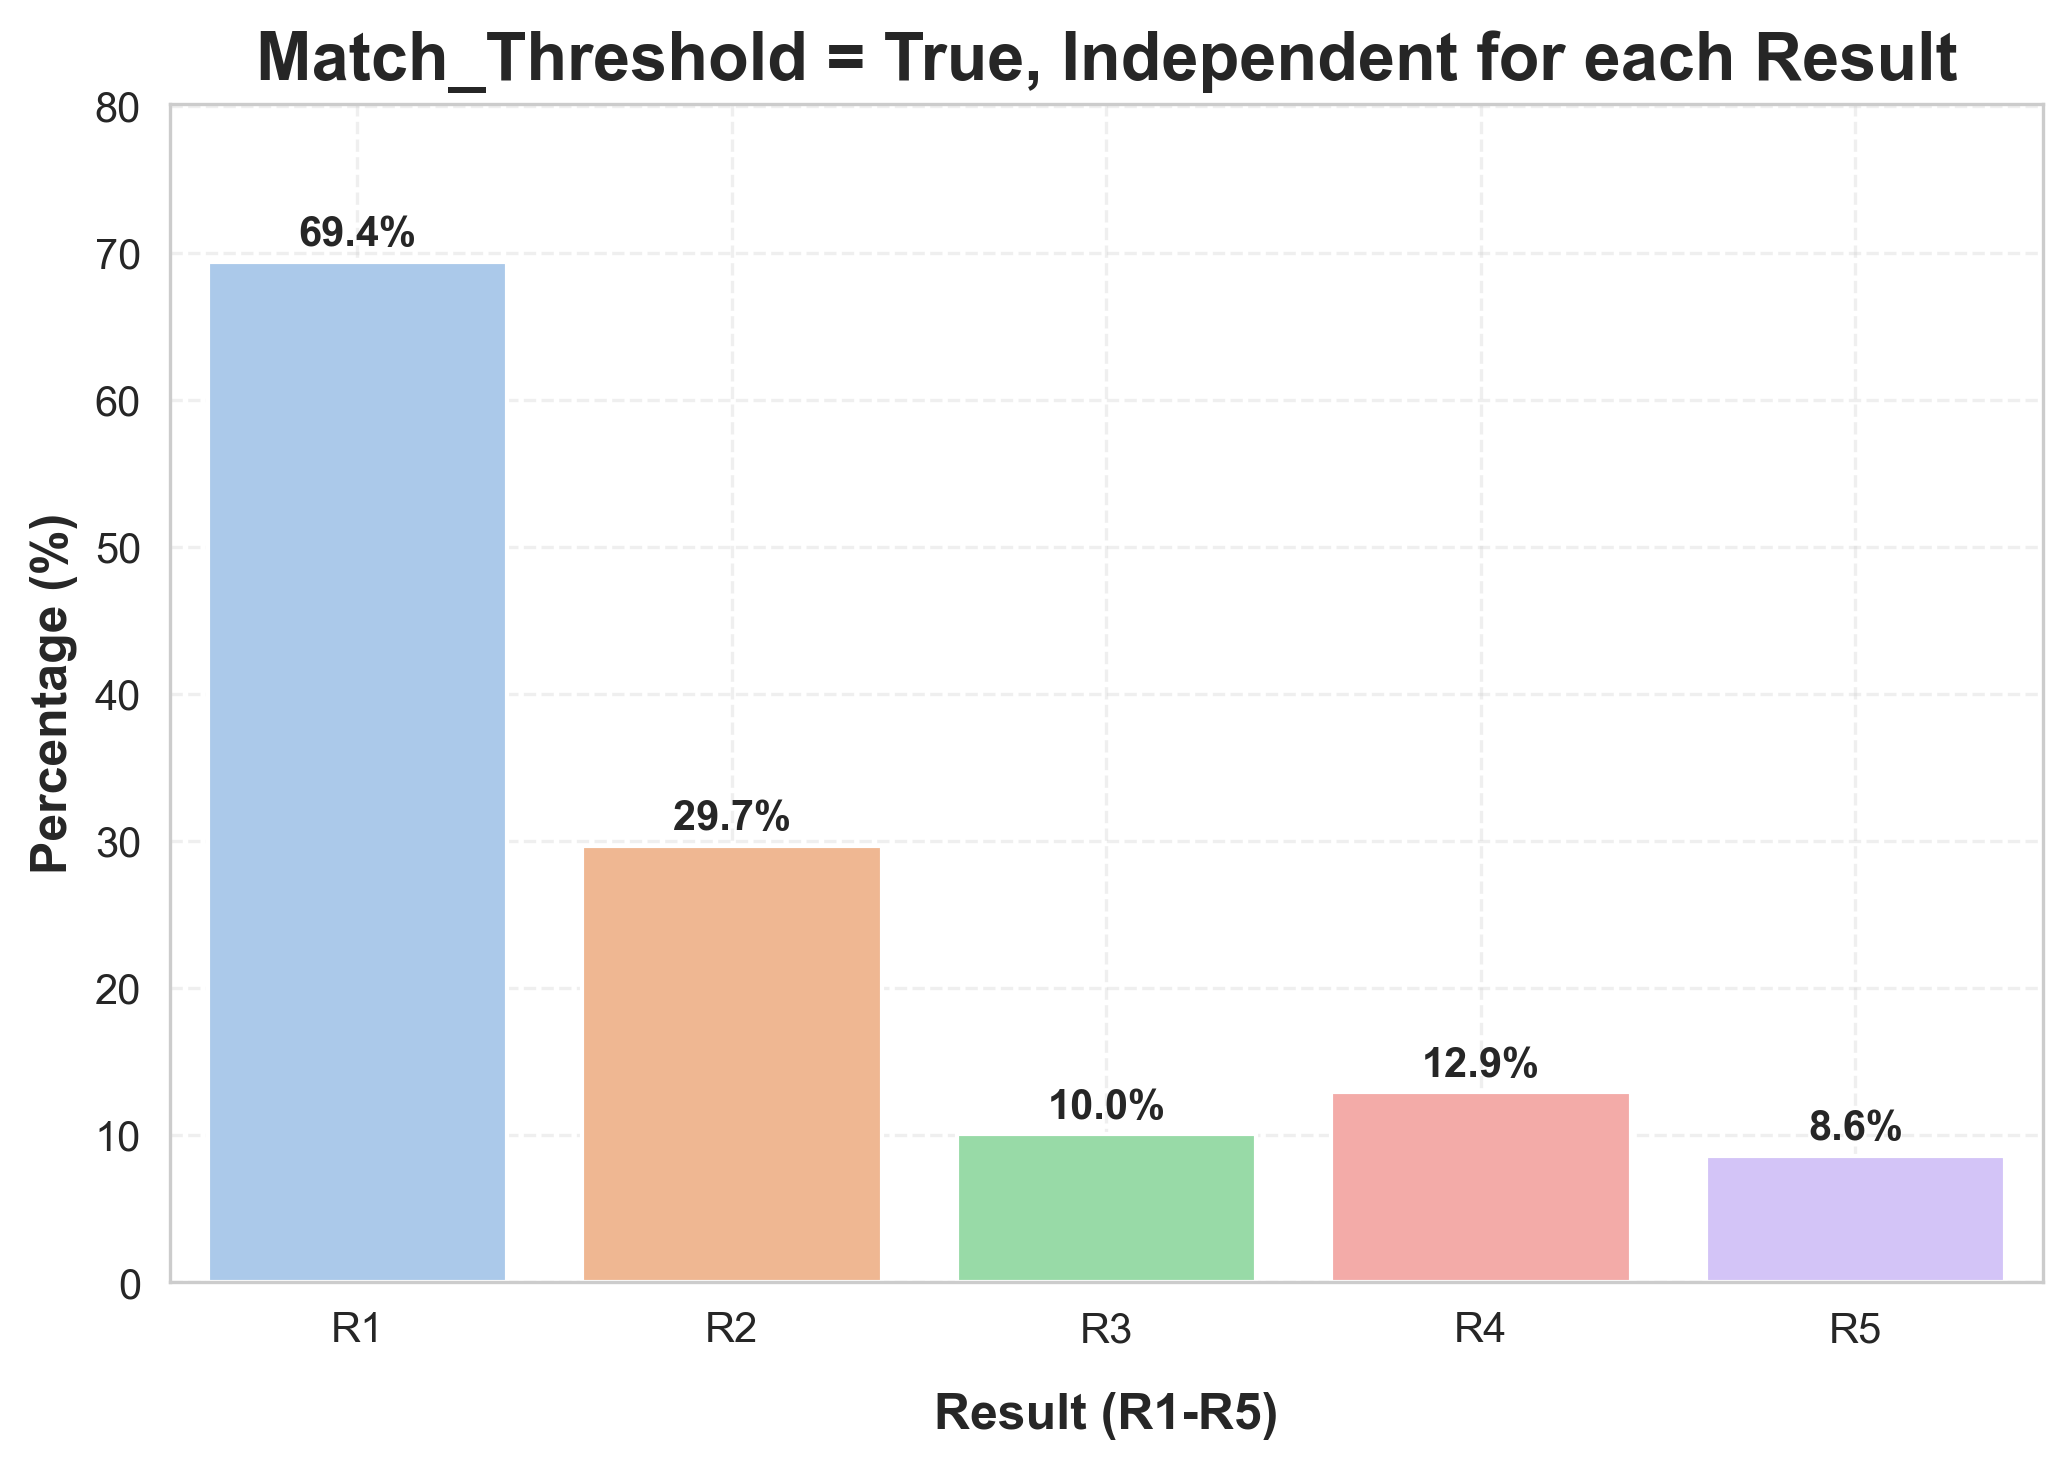 Match_Threshold = True, Independent for each Result
80
70
60
50
40
30
20
10
0
Percentage (%)
69.4%
29.7%
10.0%
12.9%
8.6%
R1
R2
R3
R4
R5
Result (R1-R5)